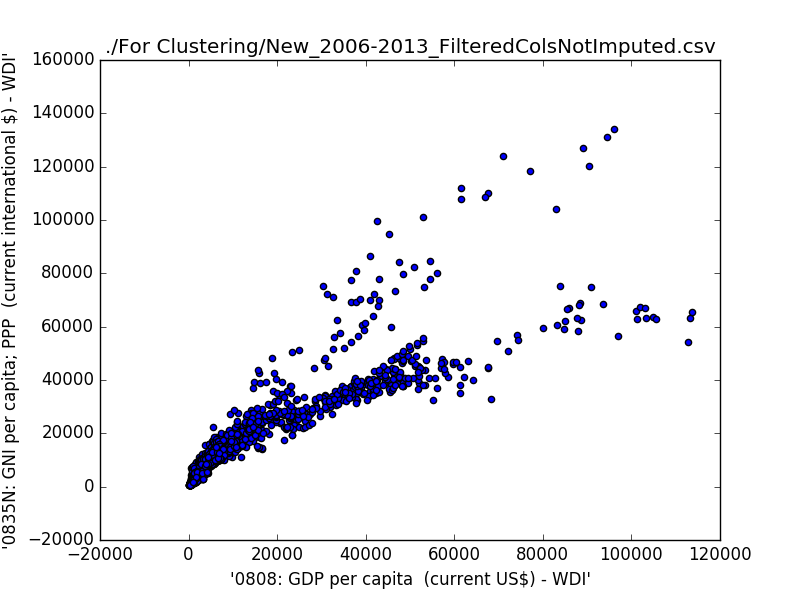 ./For Clustering/New_2006-2013_FilteredColsNotImputed.csv
'0835N: GNI per capita; PPP  (current international $) - WDI'
160000
140000
120000
100000
80000
60000
40000
20000
0
−20000
−20000 0 20000 40000 60000 80000 100000 120000
'0808: GDP per capita  (current US$) - WDI'